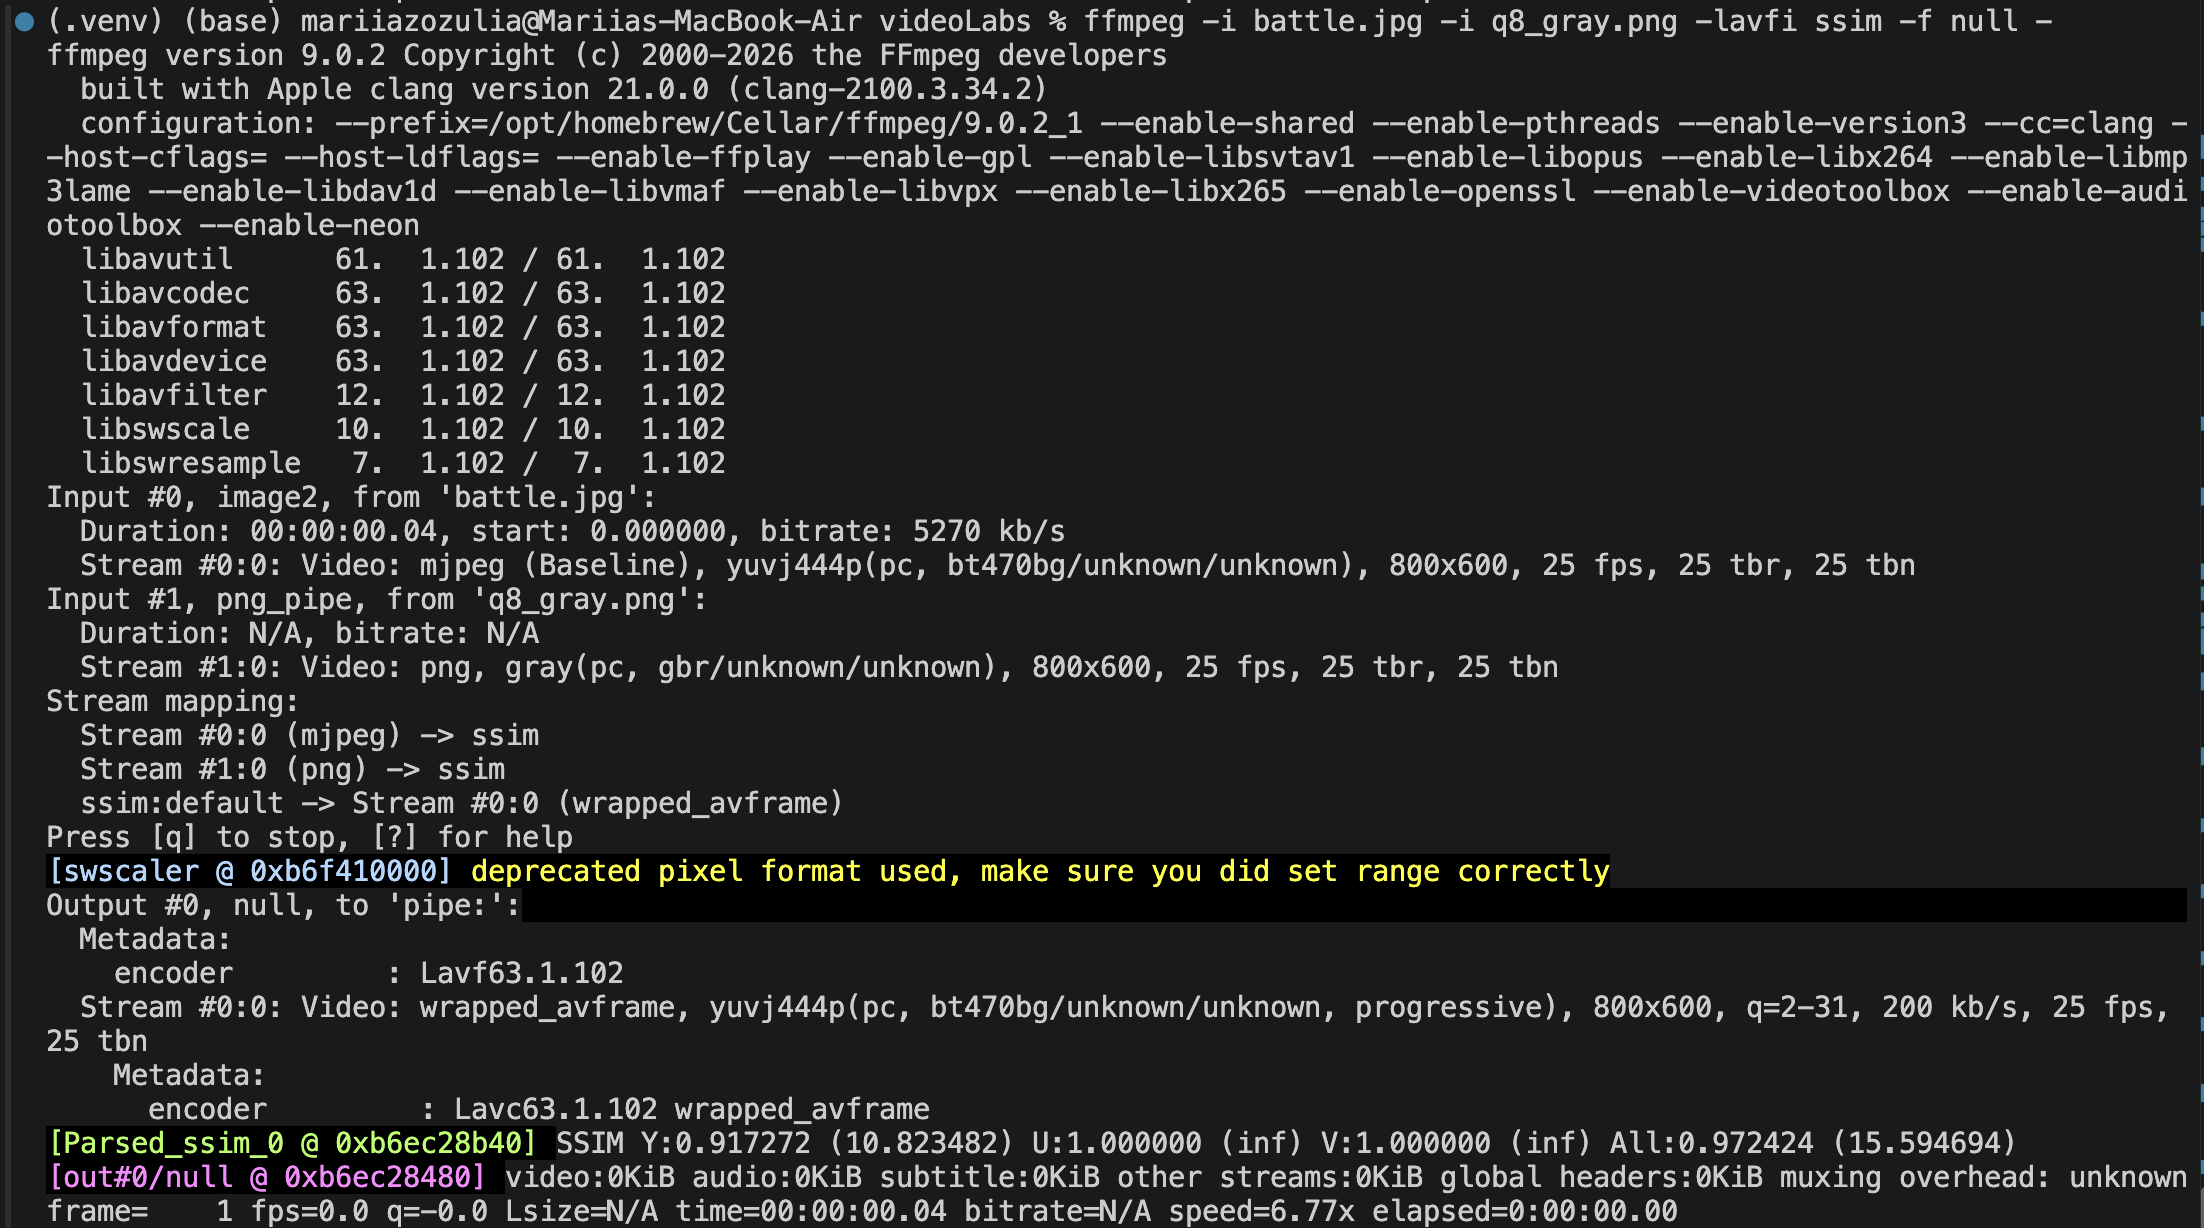 (.venv) (base) mariiazozulia@Mariias-MacBook-Air videoLabs % ffmpeg -i battle.jpg -i q8_gray.png -lavfi ssim -f null -
ffmpeg version 9.0.2 Copyright (c) 2000-2026 the FFmpeg developers
  built with Apple clang version 21.0.0 (clang-2100.3.34.2)
  configuration: --prefix=/opt/homebrew/Cellar/ffmpeg/9.0.2_1 --enable-shared --enable-pthreads --enable-version3 --cc=clang -
-host-cflags= --host-ldflags= --enable-ffplay --enable-gpl --enable-libsvtav1 --enable-libopus --enable-libx264 --enable-libmp
3lame --enable-libdav1d --enable-libvmaf --enable-libvpx --enable-libx265 --enable-openssl --enable-videotoolbox --enable-audi
otoolbox --enable-neon
  libavutil      61.  1.102 / 61.  1.102
  libavcodec     63.  1.102 / 63.  1.102
  libavformat    63.  1.102 / 63.  1.102
  libavdevice    63.  1.102 / 63.  1.102
  libavfilter    12.  1.102 / 12.  1.102
  libswscale     10.  1.102 / 10.  1.102
  libswresample   7.  1.102 /  7.  1.102
Input #0, image2, from 'battle.jpg':
  Duration: 00:00:00.04, start: 0.000000, bitrate: 5270 kb/s
  Stream #0:0: Video: mjpeg (Baseline), yuvj444p(pc, bt470bg/unknown/unknown), 800x600, 25 fps, 25 tbr, 25 tbn
Input #1, png_pipe, from 'q8_gray.png':
  Duration: N/A, bitrate: N/A
  Stream #1:0: Video: png, gray(pc, gbr/unknown/unknown), 800x600, 25 fps, 25 tbr, 25 tbn
Stream mapping:
  Stream #0:0 (mjpeg) -> ssim
  Stream #1:0 (png) -> ssim
  ssim:default -> Stream #0:0 (wrapped_avframe)
Press [q] to stop, [?] for help
[swscaler @ 0xb6f410000] deprecated pixel format used, make sure you did set range correctly
Output #0, null, to 'pipe:':
  Metadata:
    encoder         : Lavf63.1.102
  Stream #0:0: Video: wrapped_avframe, yuvj444p(pc, bt470bg/unknown/unknown, progressive), 800x600, q=2-31, 200 kb/s, 25 fps,
25 tbn
    Metadata:
      encoder         : Lavc63.1.102 wrapped_avframe
[Parsed_ssim_0 @ 0xb6ec28b40] SSIM Y:0.917272 (10.823482) U:1.000000 (inf) V:1.000000 (inf) All:0.972424 (15.594694)
[out#0/null @ 0xb6ec28480] video:0KiB audio:0KiB subtitle:0KiB other streams:0KiB global headers:0KiB muxing overhead: unknown
frame=    1 fps=0.0 q=-0.0 Lsize=N/A time=00:00:00.04 bitrate=N/A speed=6.77x elapsed=0:00:00.00